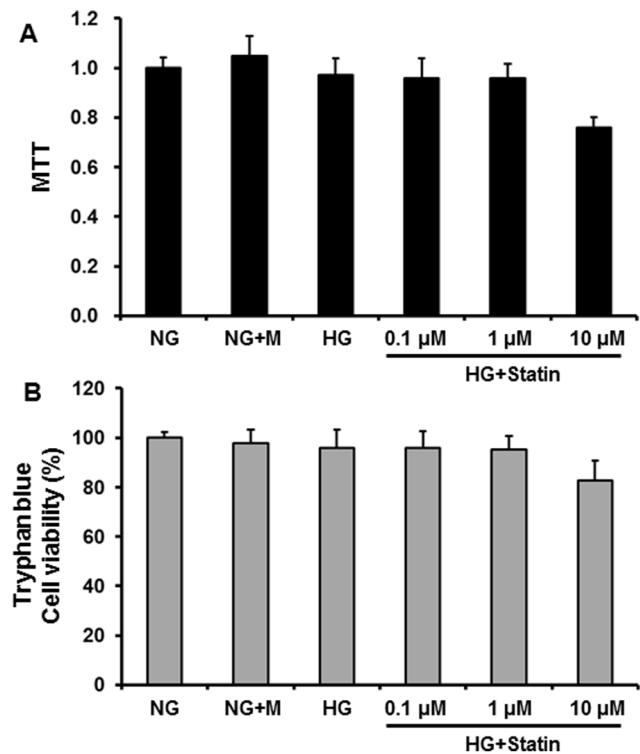 A
1.2
1.0
0.8
0.6
0.4
0.2
0.0
MTT
NG NG+M HG 0.1 µM 1 µM 10 µM
HG+Statin
B
120
100
80
60
40
20
0
Tryphanblue
Cell viability (%)
NG NG+M HG 0.1 µM 1 µM 10 µM
HG+Statin